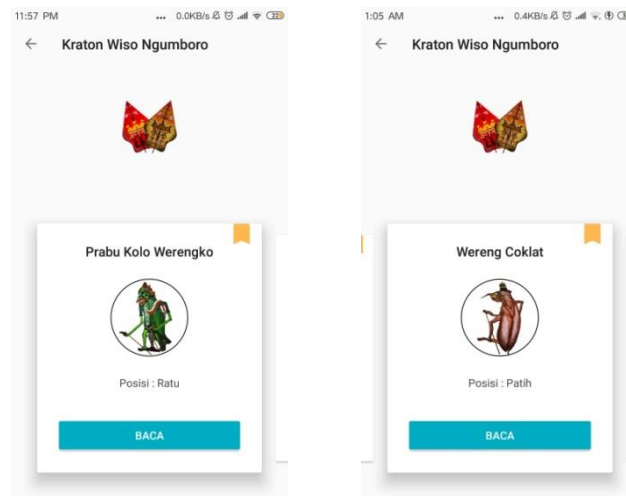 11:57 PM ... 0.0KB/s
Kraton Wiso Ngumboro
Prabu Kolo Werengko
Posisi : Ratu
BACA
1:05 AM ... 0.4KB/s
Kraton Wiso Ngumboro
Wereng Coklat
Posisi : Patih
BACA